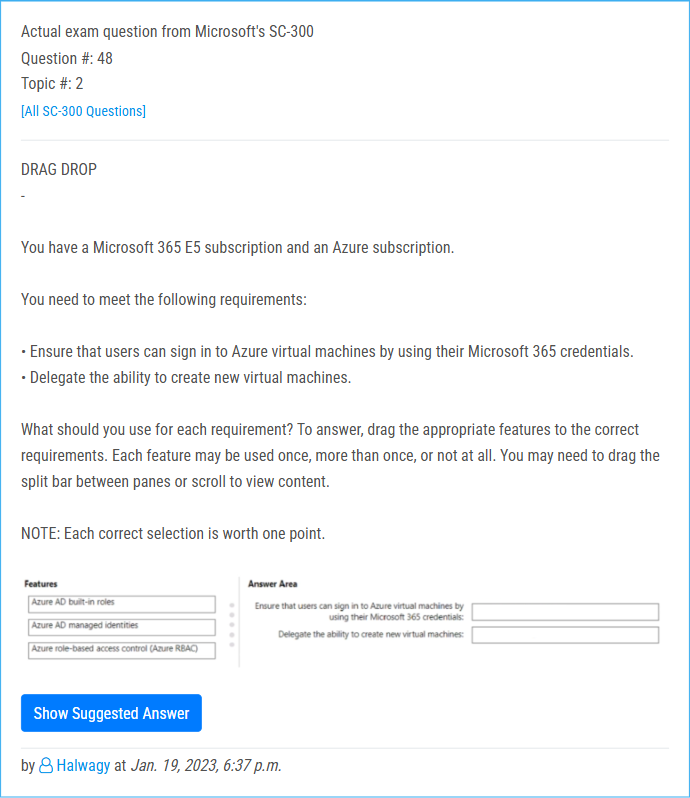 Actual exam question from Microsoft's SC-300
Question #: 48
Topic #: 2
[All SC-300 Questions]
DRAG DROP
-
You have a Microsoft 365 E5 subscription and an Azure subscription.
You need to meet the following requirements:
• Ensure that users can sign in to Azure virtual machines by using their Microsoft 365 credentials.
• Delegate the ability to create new virtual machines.
What should you use for each requirement? To answer, drag the appropriate features to the correct
requirements. Each feature may be used once, more than once, or not at all. You may need to drag the
split bar between panes or scroll to view content.
NOTE: Each correct selection is worth one point.
Features
Azure AD built-in roles
Azure AD managed identities
Azure role-based access control (Azure RBAC)
Answer Area
Ensure that users can sign in to Azure virtual machines by
using their Microsoft 365 credentials:
Delegate the ability to create new virtual machines:
Show Suggested Answer
by Halwagy at Jan. 19, 2023, 6:37 p.m.